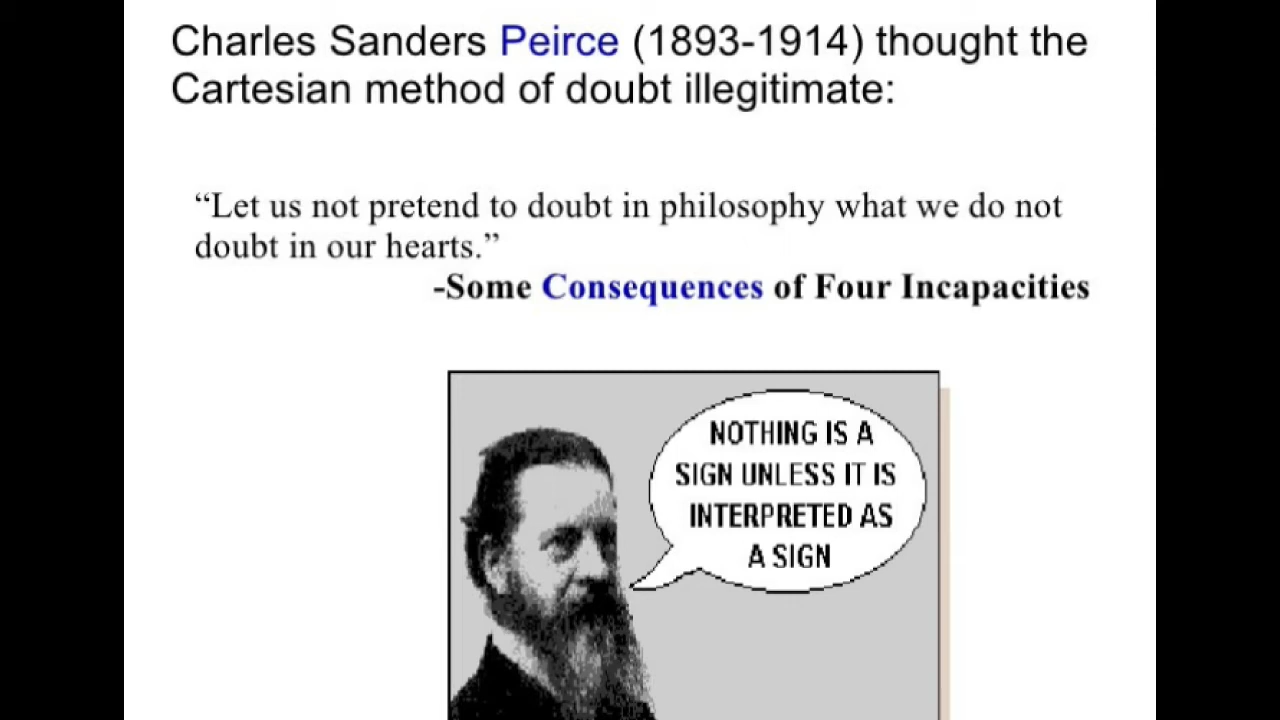 Charles Sanders Peirce (1893-1914) thought the
Cartesian method of doubt illegitimate:
“Let us not pretend to doubt in philosophy what we do not
doubt in our hearts.”
-Some Consequences of Four Incapacities
NOTHING IS A
SIGN UNLESS IT IS
INTERPRETED AS
A SIGN